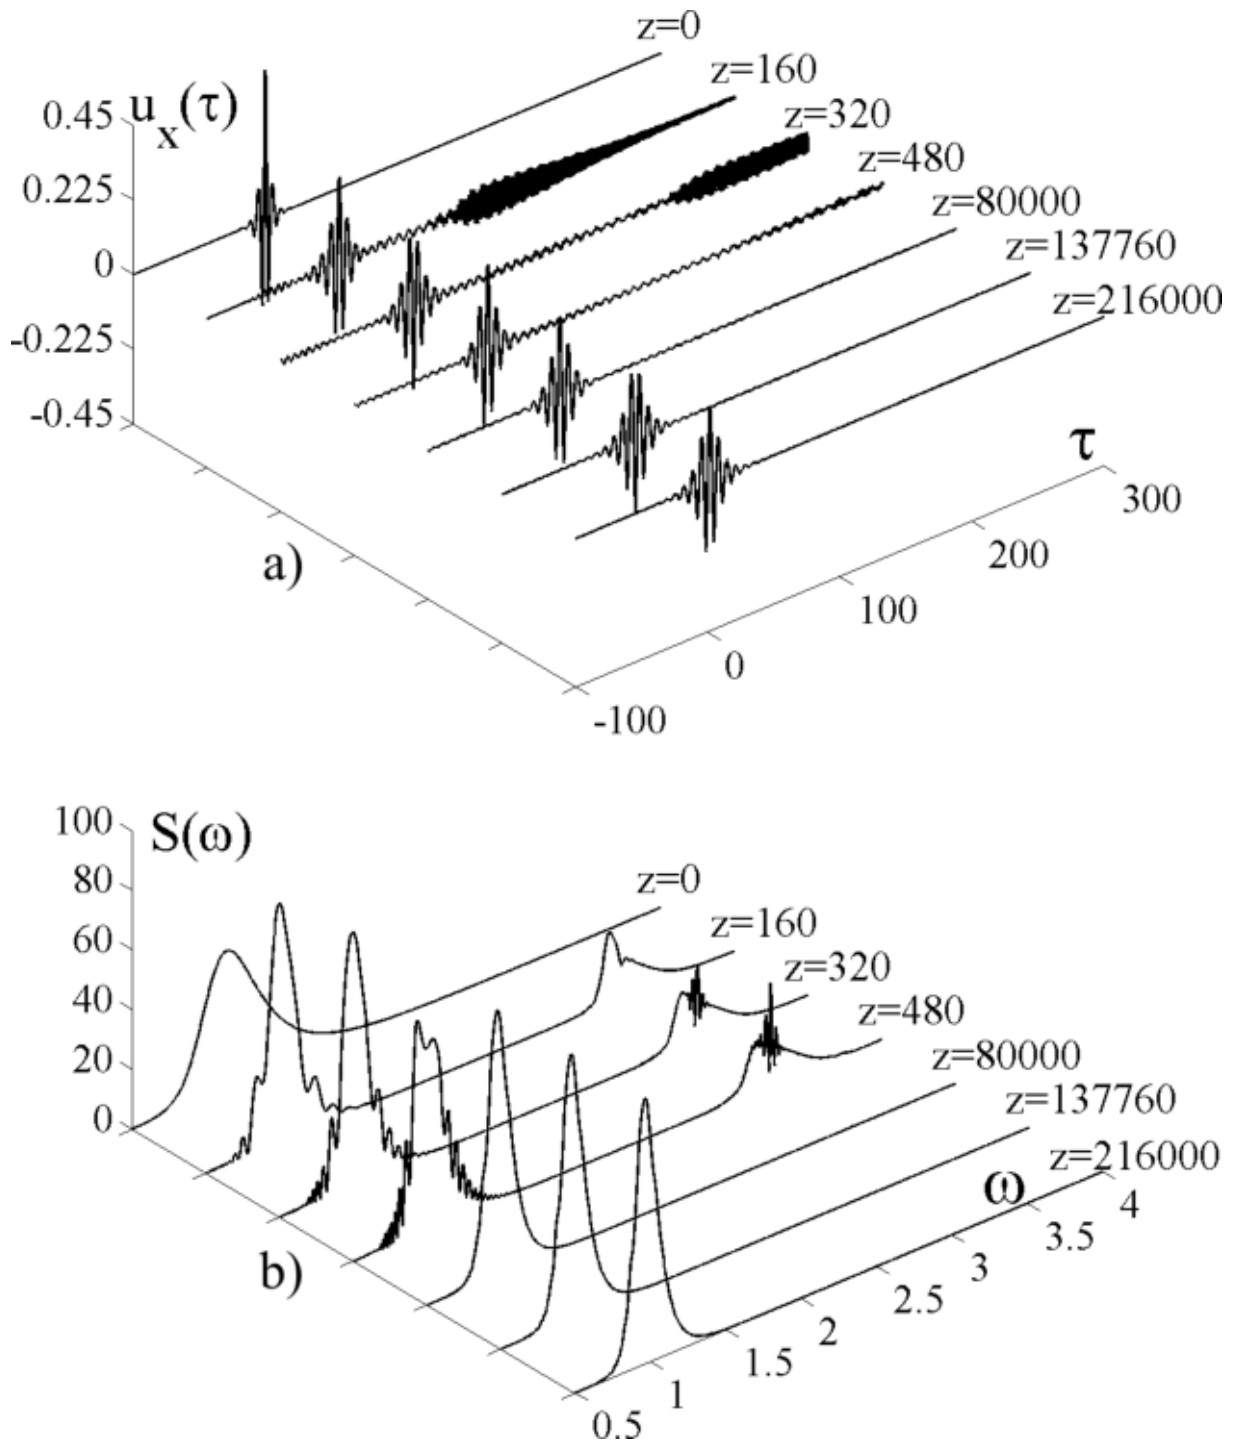 z=0
z=160
z=320
z=480
z=80000
z=137760
z=216000
u_x(τ)
0.45
0.225
0
-0.225
-0.45
a)
τ
300
200
100
0
-100
100
80
60
40
20
0
S(ω)
z=0
z=160
z=320
z=480
z=80000
z=137760
z=216000
b)
ω
4
3.5
3
2.5
2
1.5
1
0.5